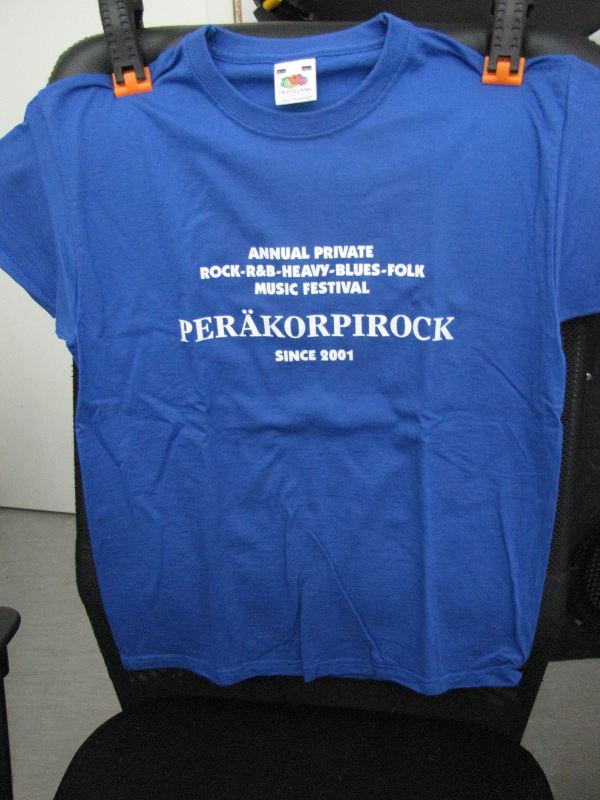 ANNUAL PRIVATE
ROCK-R&B-HEAVY-BLUES-FOLK
MUSIC FESTIVAL
PERÄKORPIROCK
SINCE 2001